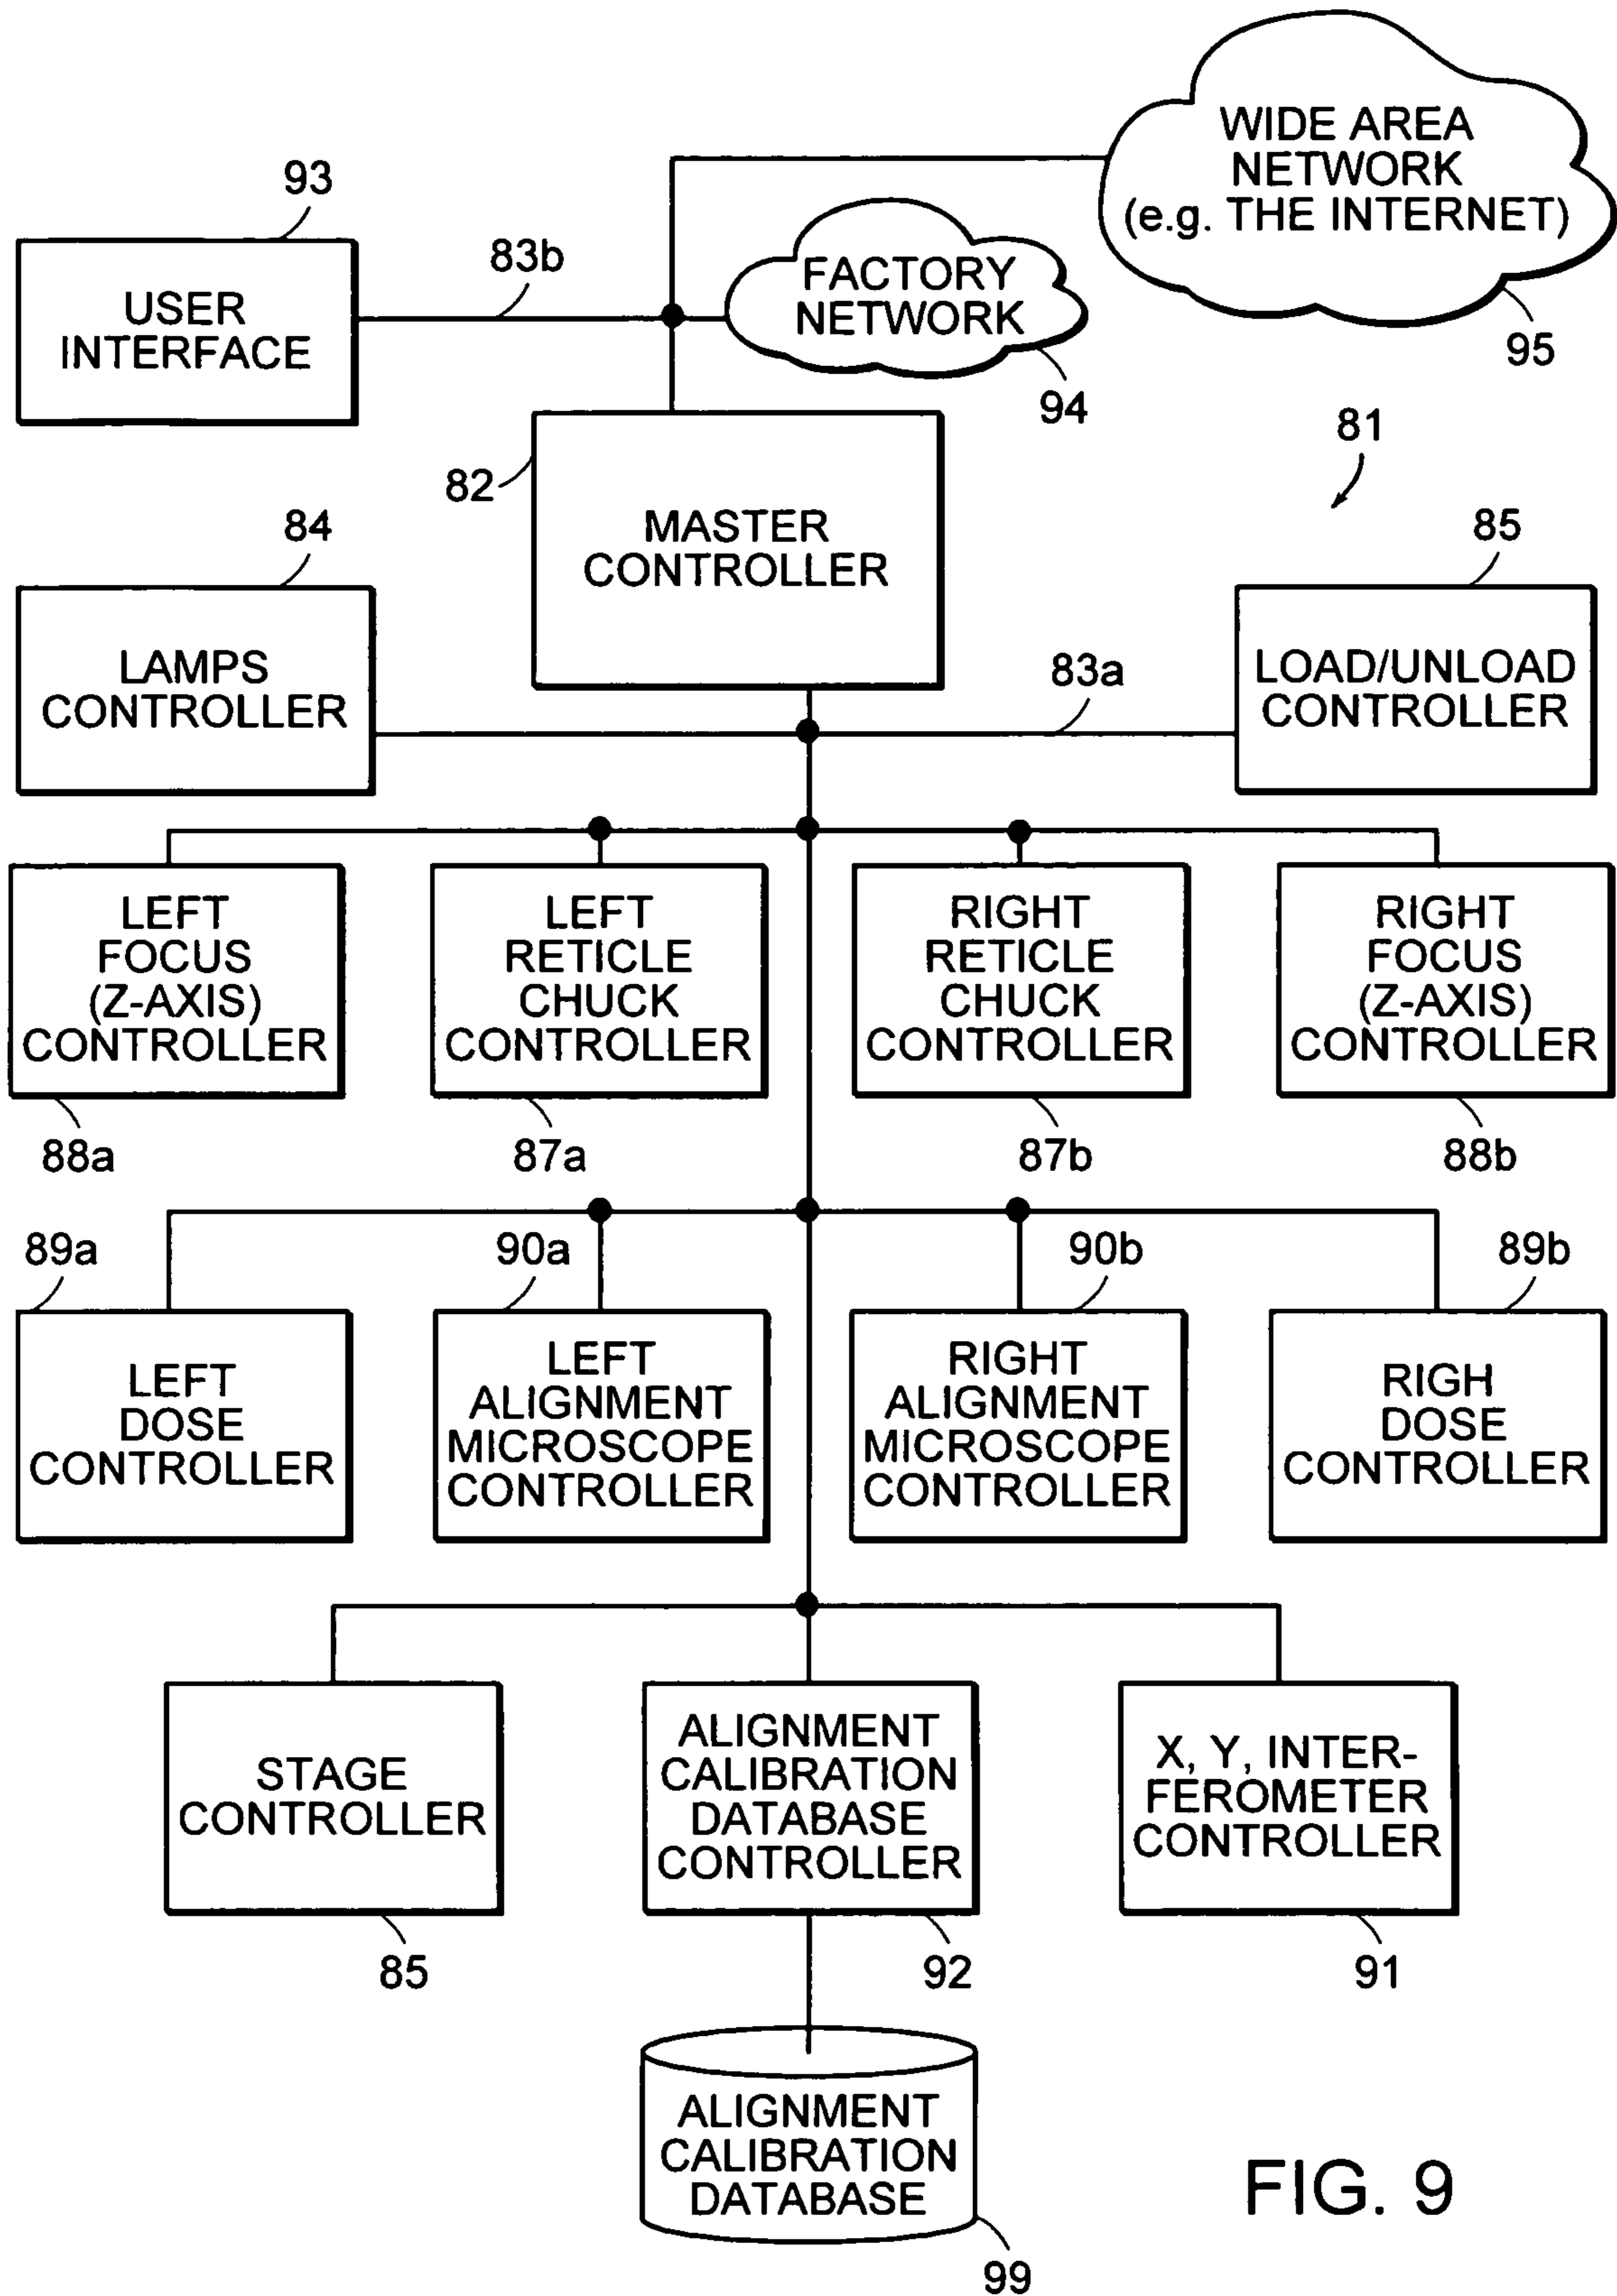 WIDE AREA
NETWORK
(e.g. THE INTERNET)
95
93
USER
INTERFACE
83b
FACTORY
NETWORK
94
81
82
MASTER
CONTROLLER
84
LAMPS
CONTROLLER
83a
85
LOAD/UNLOAD
CONTROLLER
LEFT
FOCUS
(Z-AXIS)
CONTROLLER
88a
LEFT
RETICLE
CHUCK
CONTROLLER
87a
RIGHT
RETICLE
CHUCK
CONTROLLER
87b
RIGHT
FOCUS
(Z-AXIS)
CONTROLLER
88b
89a
LEFT
DOSE
CONTROLLER
90a
LEFT
ALIGNMENT
MICROSCOPE
CONTROLLER
90b
RIGHT
ALIGNMENT
MICROSCOPE
CONTROLLER
89b
RIGH
DOSE
CONTROLLER
STAGE
CONTROLLER
85
ALIGNMENT
CALIBRATION
DATABASE
CONTROLLER
92
X, Y, INTER-
FEROMETER
CONTROLLER
91
ALIGNMENT
CALIBRATION
DATABASE
99
FIG. 9